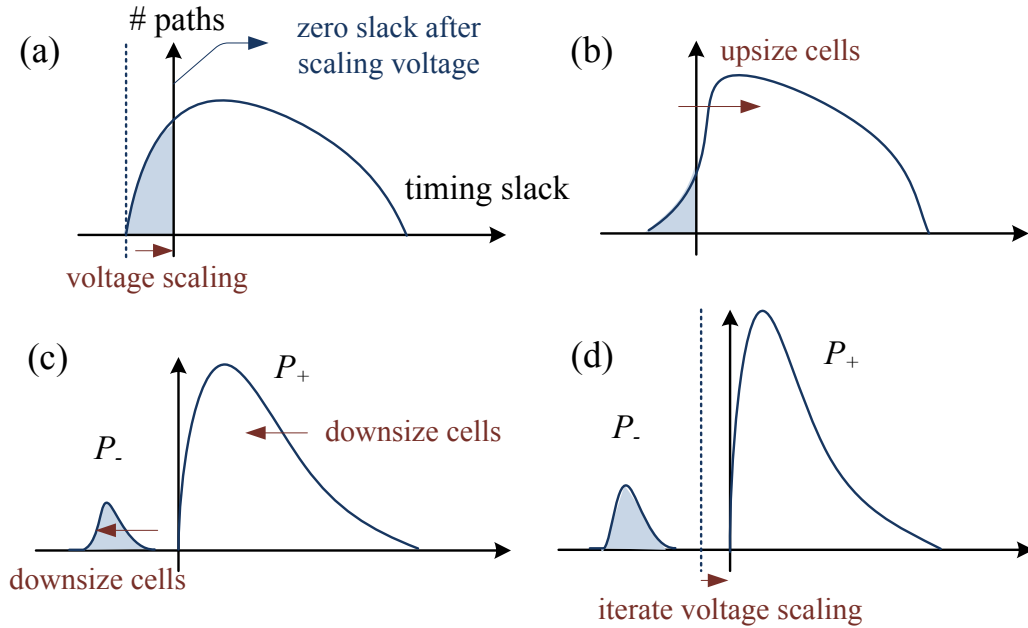 (a)
# paths
zero slack after
scaling voltage
timing slack
voltage scaling
(b)
upsize cells
(c)
P+
P-
downsize cells
downsize cells
(d)
P+
P-
iterate voltage scaling